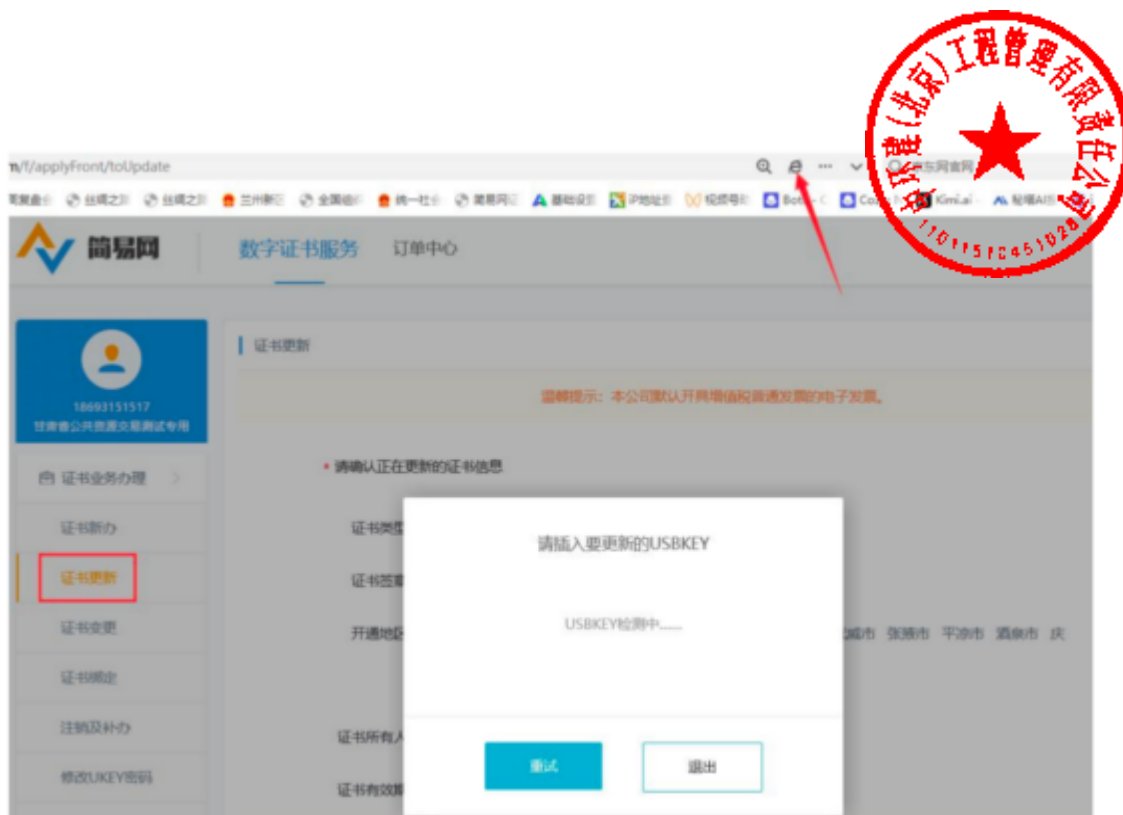 /f/applyFront/toUpdate
简易网
数字证书服务
订单中心
18693151517
甘肃省公共资源交易测试专用
证书业务办理
证书新办
证书更新
证书变更
证书绑定
注销及补办
修改UKEY密码
证书更新
温馨提示：本公司默认开具增值税普通发票的电子发票。
* 请确认正在更新的证书信息
证书类型
证书签章
开通地区
张掖市 平凉市 酒泉市 庆
证书所有人
证书有效期
请插入要更新的USBKEY
USBKEY检测中......
重试
退出
（北京）工程管理有限责任公司